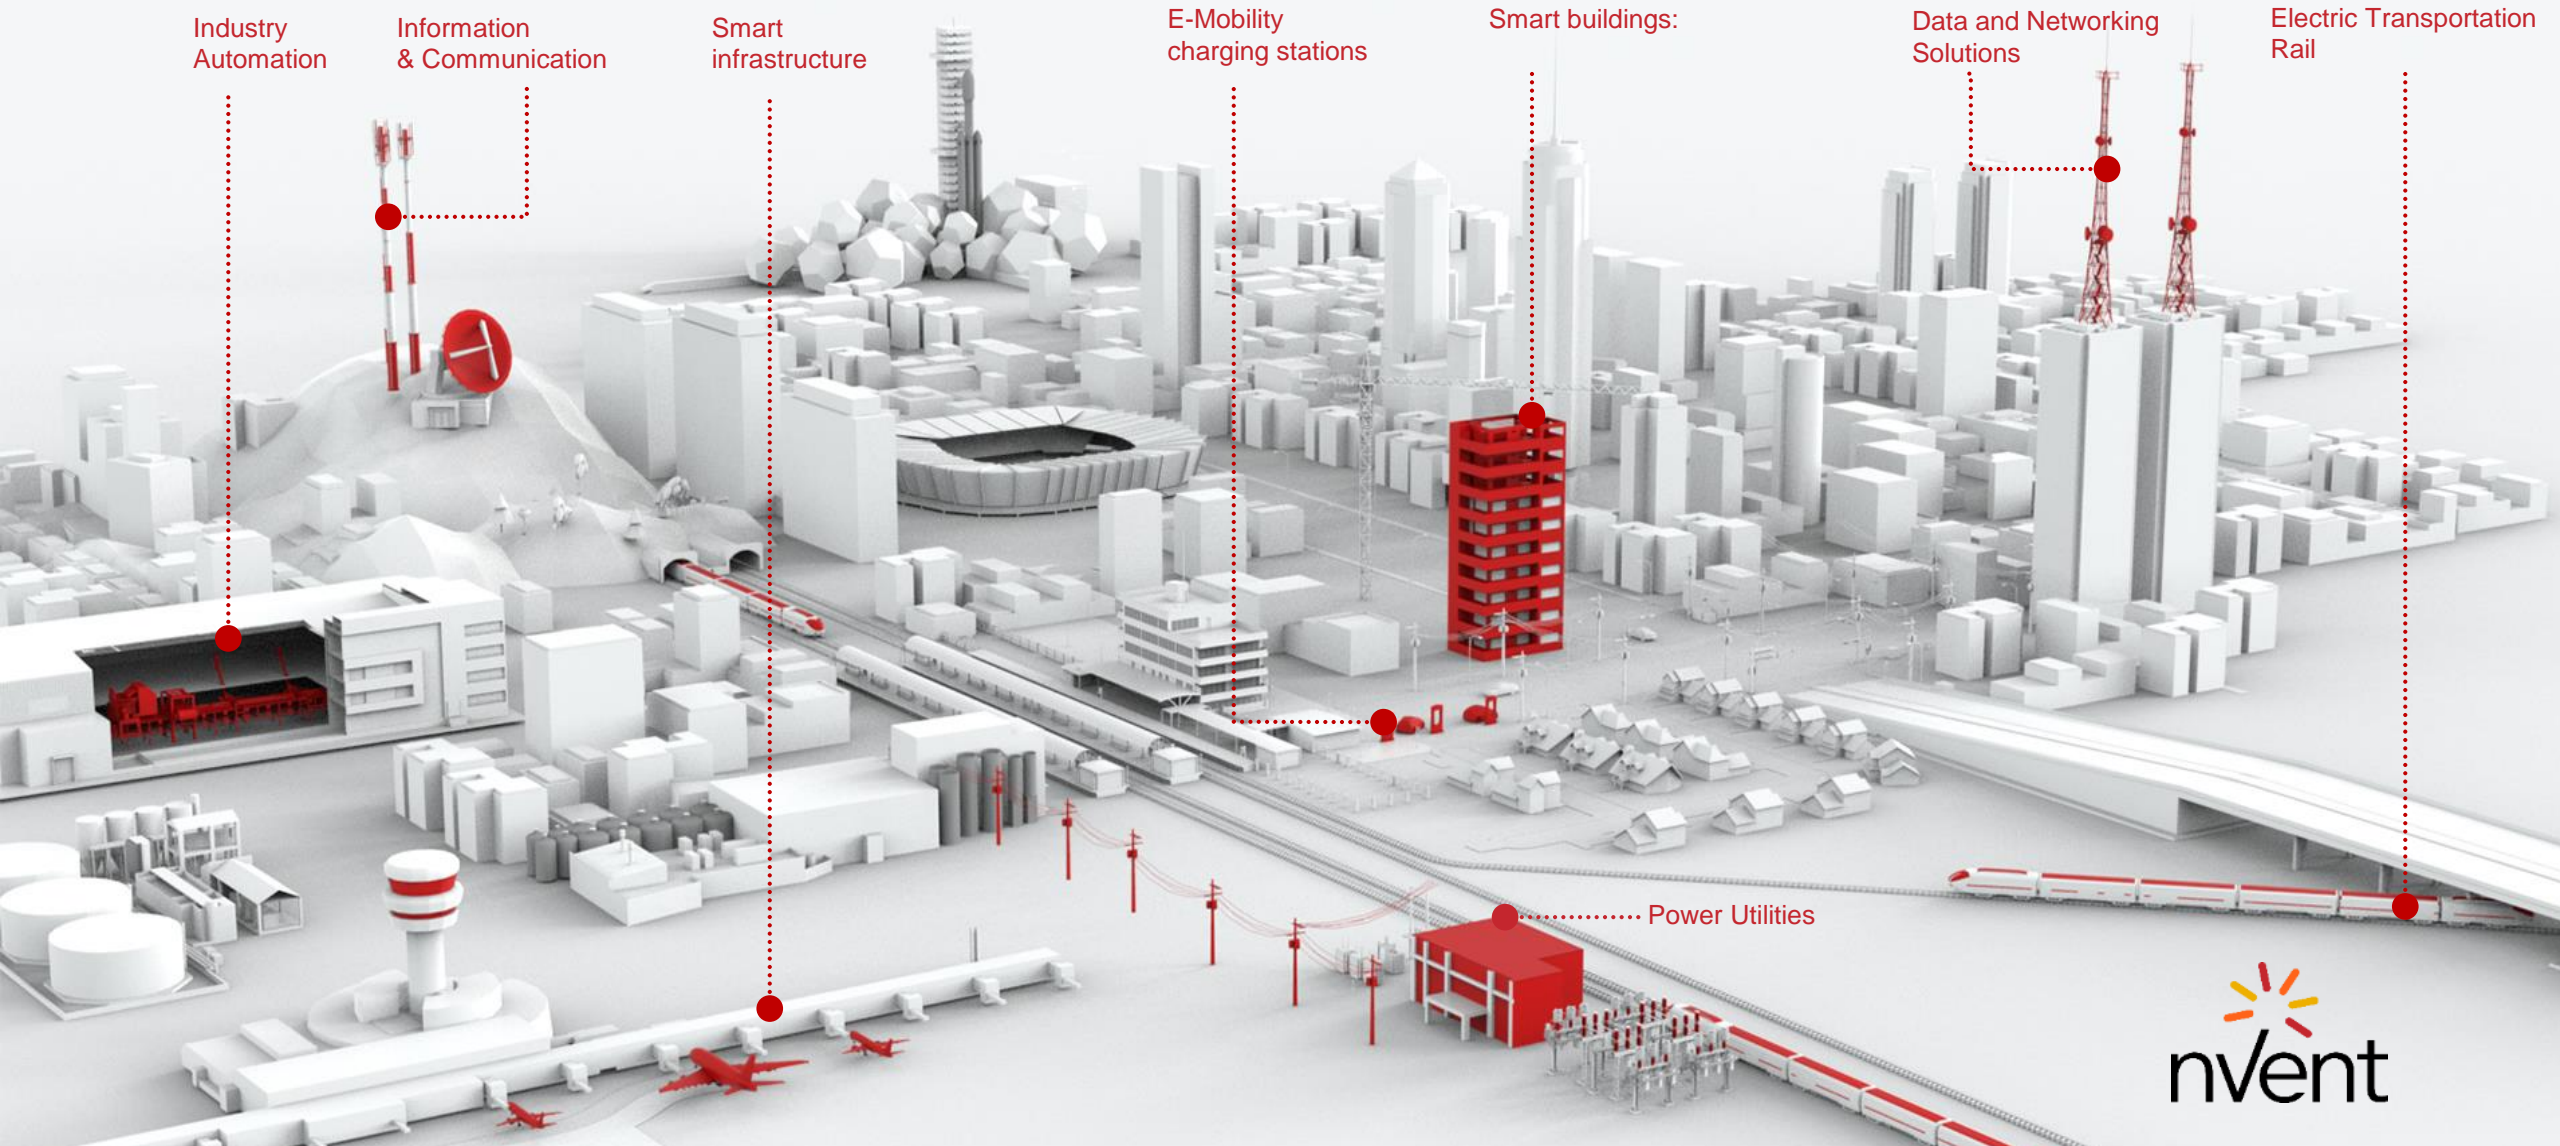 Industry
Automation
Information
& Communication
Smart
infrastructure
E-Mobility
charging stations
Smart buildings:
Data and Networking
Solutions
Electric Transportation
Rail
Power Utilities
nVent